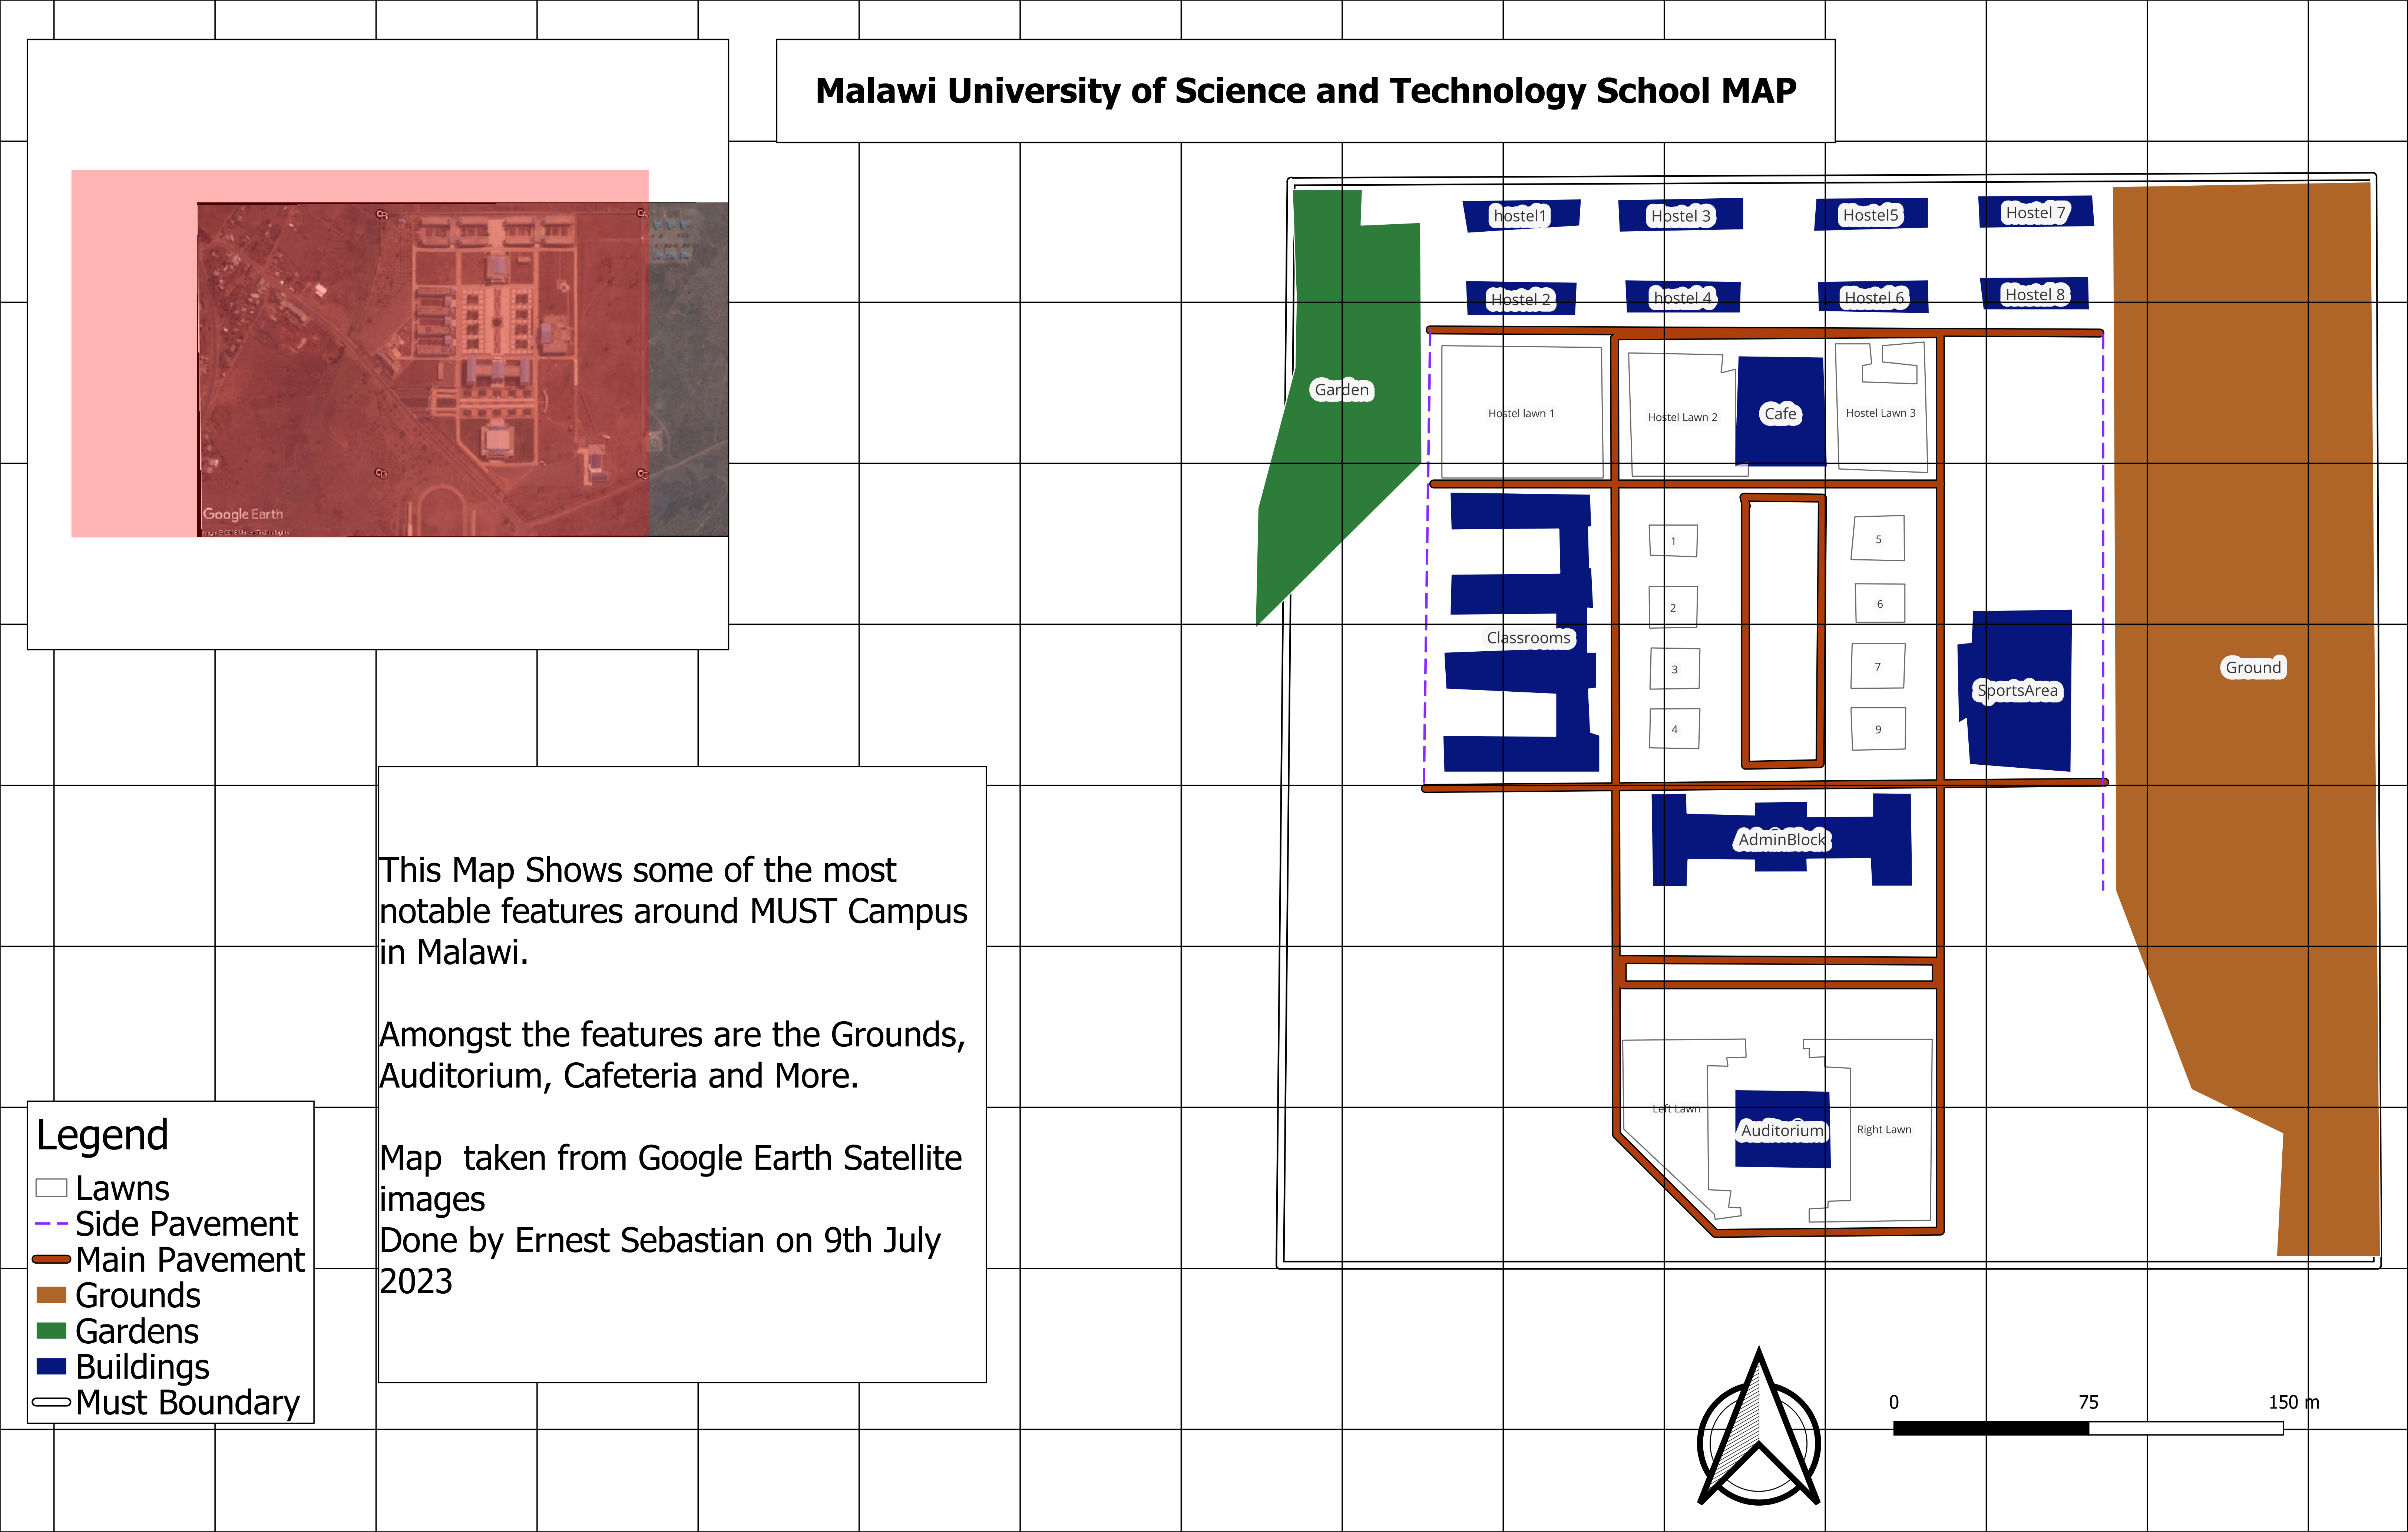 Malawi University of Science and Technology School MAP
Google Earth
hostel1
Hostel 3
Hostel5
Hostel 7
Hostel 2
hostel 4
Hostel 6
Hostel 8
Garden
Hostel lawn 1
Hostel Lawn 2
Cafe
Hostel Lawn 3
1
2
3
4
5
6
7
9
Classrooms
SportsArea
Ground
AdminBlock
Left Lawn
Auditorium
Right Lawn
This Map Shows some of the most
notable features around MUST Campus
in Malawi.
Amongst the features are the Grounds,
Auditorium, Cafeteria and More.
Map  taken from Google Earth Satellite
images
Done by Ernest Sebastian on 9th July
2023
Legend
Lawns
Side Pavement
Main Pavement
Grounds
Gardens
Buildings
Must Boundary
0 75 150 m